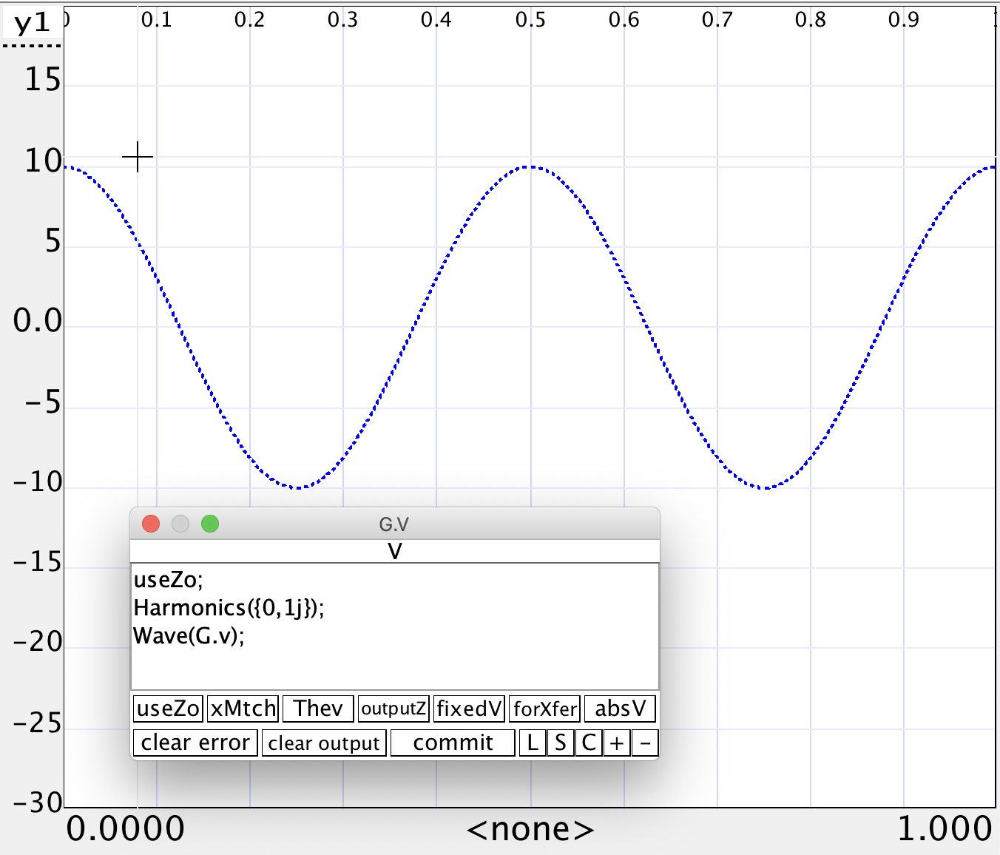 y1
0 0.1 0.2 0.3 0.4 0.5 0.6 0.7 0.8 0.9 1
15
10
5
0.0
-5
-10
-15
-20
-25
-30
G.V
V
useZo;
Harmonics({0,1j});
Wave(G.v);
useZo xMtch Thev outputZ fixedV forXfer absV
clear error clear output commit L S C + -
0.0000 <none> 1.000